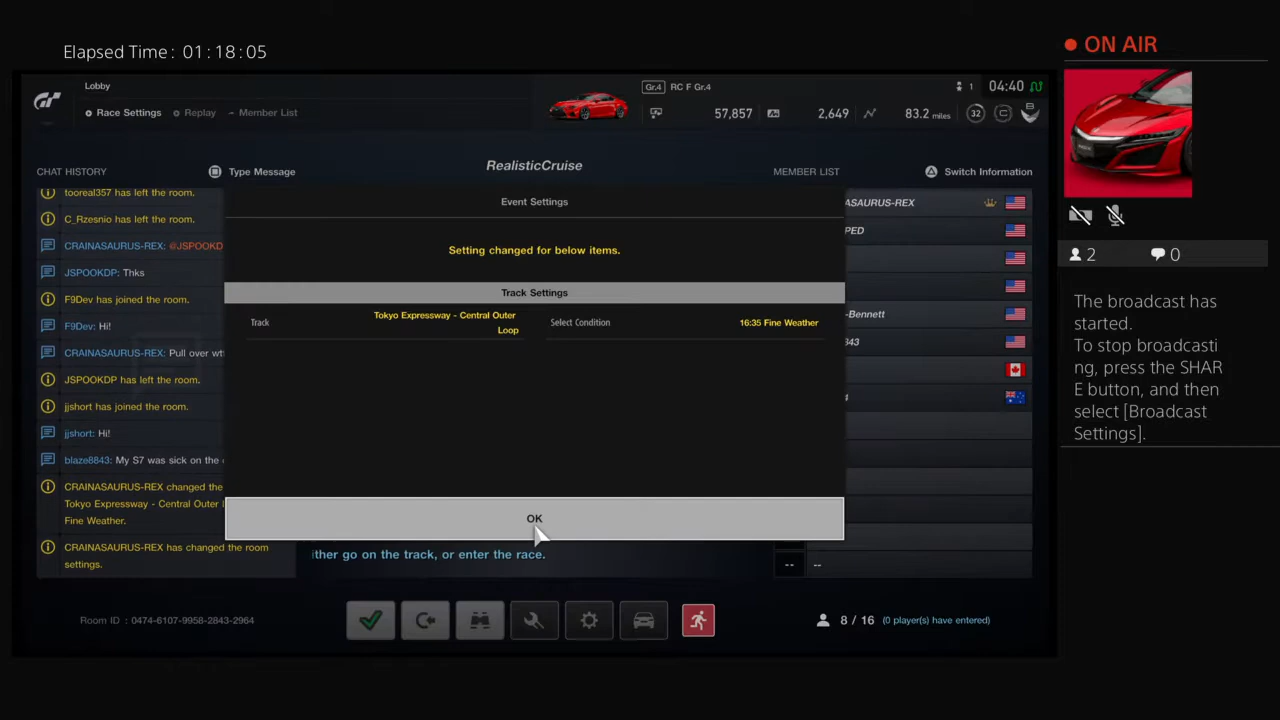 Elapsed Time: 01:18:05
ON AIR
Lobby
Race Settings
Replay
Member List
Gr.4 RC F Gr.4
1
04:40
57,857
2,649
83.2 miles
32
C
B
CHAT HISTORY
Type Message
RealisticCruise
MEMBER LIST
Switch Information
tooreal357 has left the room.
C_Rzesnio has left the room.
CRAINASAURUS-REX: @JSPOOKD
JSPOOKDP: Thks
F9Dev has joined the room.
F9Dev: Hi!
CRAINASAURUS-REX: Pull over wt
JSPOOKDP has left the room.
jjshort has joined the room.
jjshort: Hi!
blaze8843: My S7 was sick on the
CRAINASAURUS-REX changed the
Tokyo Expressway - Central Outer
Fine Weather.
CRAINASAURUS-REX has changed the room
settings.
Event Settings
Setting changed for below items.
Track Settings
Track
Tokyo Expressway - Central Outer
Loop
Select Condition
16:35 Fine Weather
OK
ither go on the track, or enter the race.
ASAURUS-REX
PED
-Bennett
843
-- --
Room ID : 0474-6107-9958-2843-2964
8 / 16 (0 player(s) have entered)
2
0
The broadcast has
started.
To stop broadcasti
ng, press the SHAR
E button, and then
select [Broadcast
Settings].